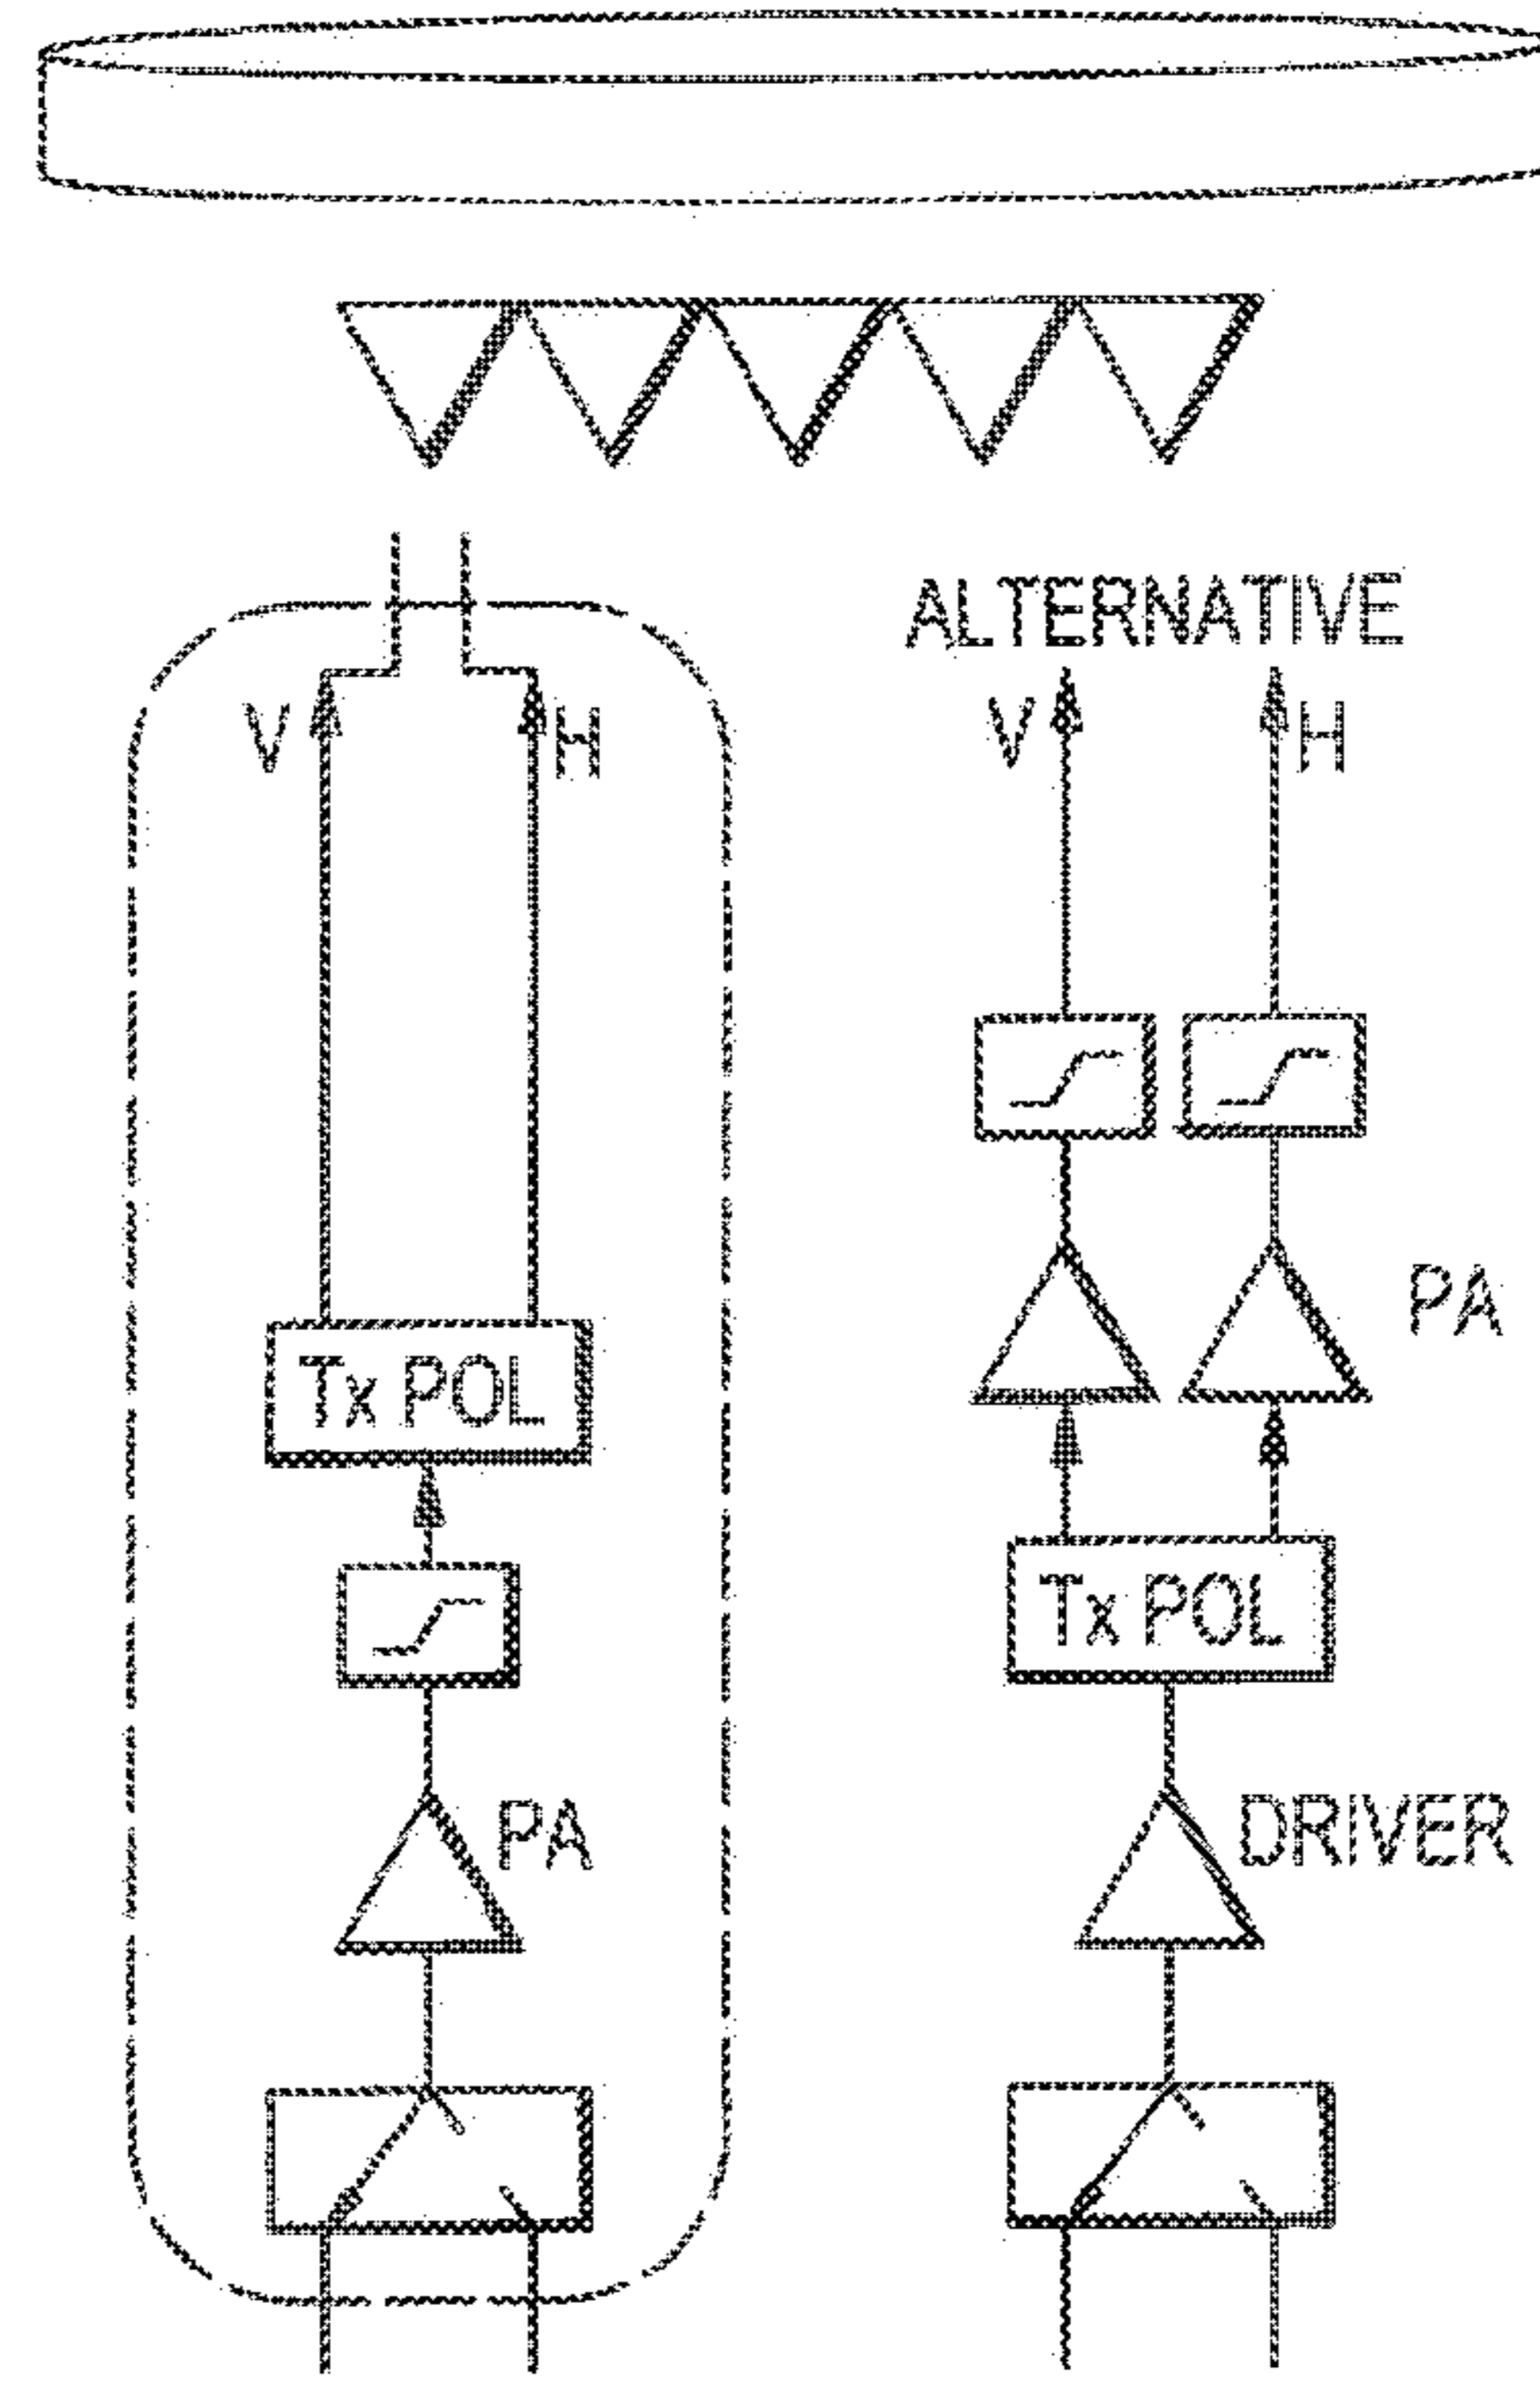 ALTERNATIVE
V H V H
PA
Tx POL
Tx POL
PA DRIVER